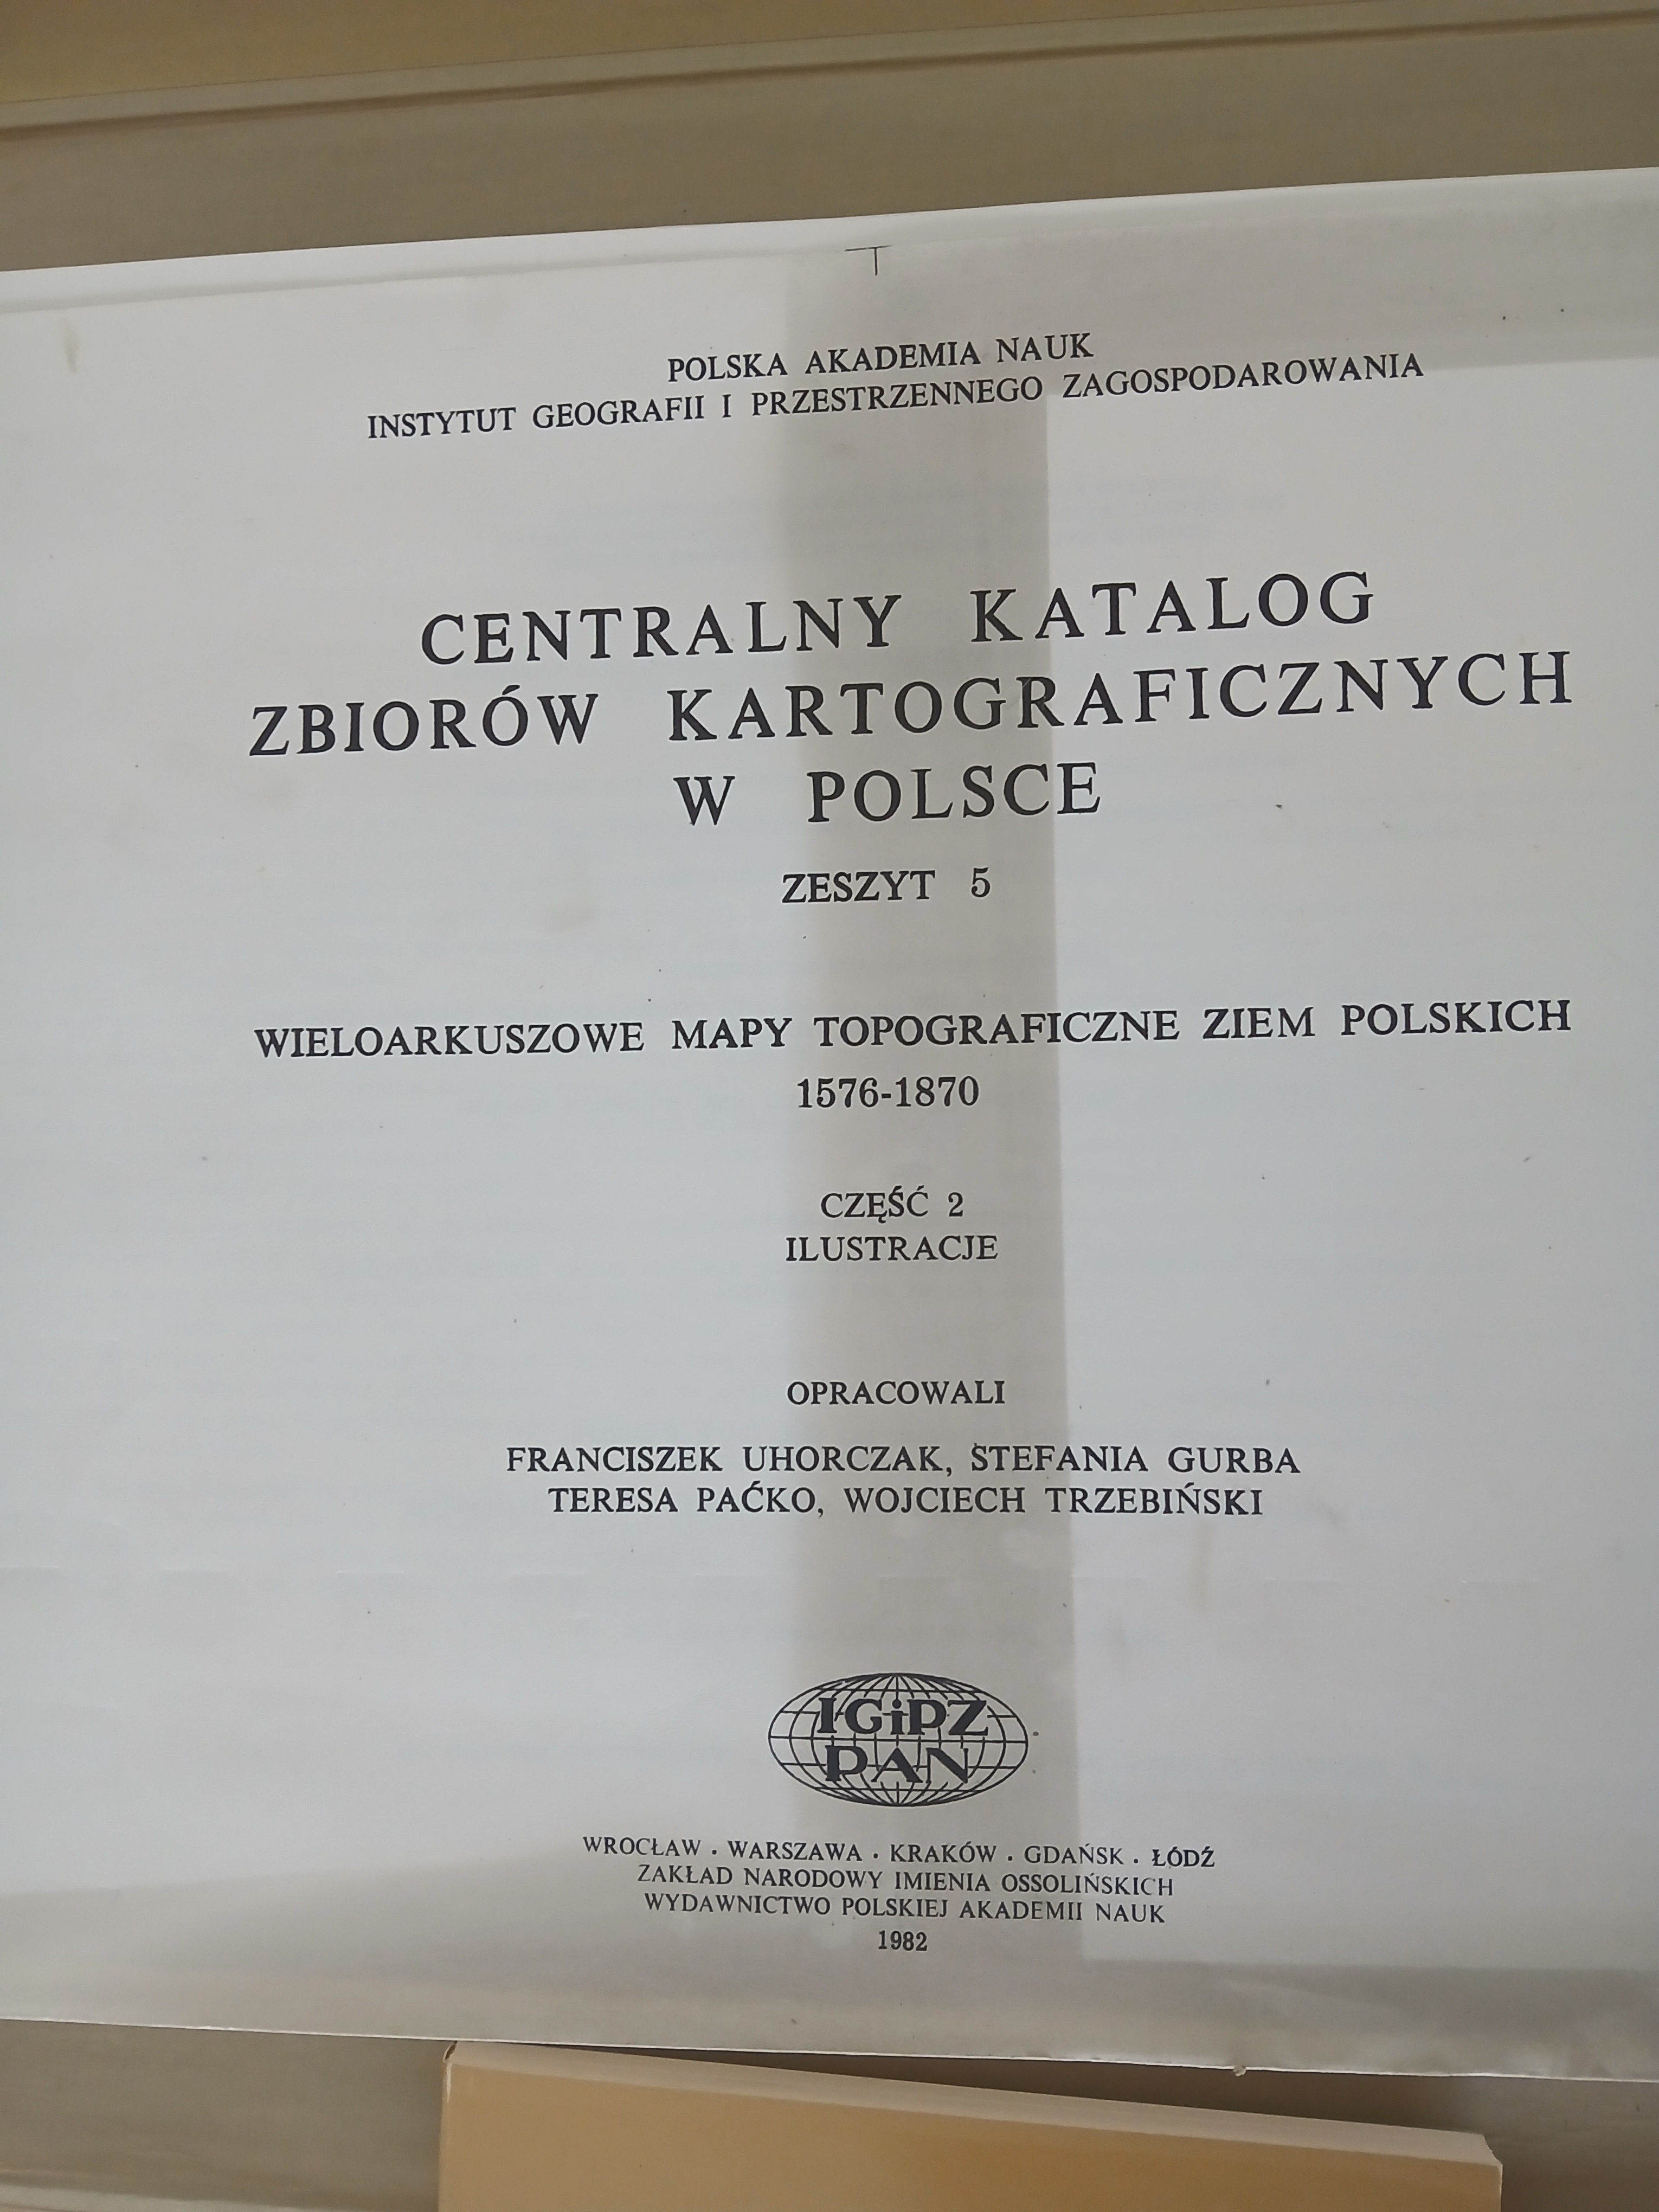 POLSKA AKADEMIA NAUK
INSTYTUT GEOGRAFII I PRZESTRZENNEGO ZAGOSPODAROWANIA
CENTRALNY KATALOG
ZBIORÓW KARTOGRAFICZNYCH
W POLSCE
ZESZYT 5
WIELOARKUSZOWE MAPY TOPOGRAFICZNE ZIEM POLSKICH
1576-1870
CZĘŚĆ 2
ILUSTRACJE
OPRACOWALI
FRANCISZEK UHORCZAK, STEFANIA GURBA
TERESA PAĆKO, WOJCIECH TRZEBIŃSKI
IGiPZ
PAN
WROCŁAW . WARSZAWA . KRAKÓW . GDAŃSK . ŁÓDŹ
ZAKŁAD NARODOWY IMIENIA OSSOLIŃSKICH
WYDAWNICTWO POLSKIEJ AKADEMII NAUK
1982